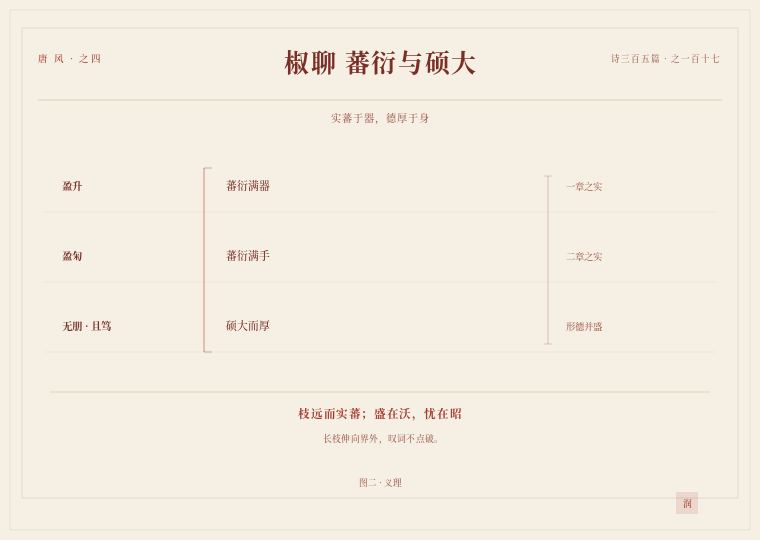 唐 风 · 之四
椒聊 蕃衍与硕大
诗三百五篇 · 之一百十七
实蕃于器，德厚于身
盈升
蕃衍满器
一章之实
盈匊
蕃衍满手
二章之实
无朋 · 且笃
硕大而厚
形德并盛
枝远而实蕃；盛在沃，忧在昭
长枝伸向界外，叹词不点破。
图二 · 义理
润